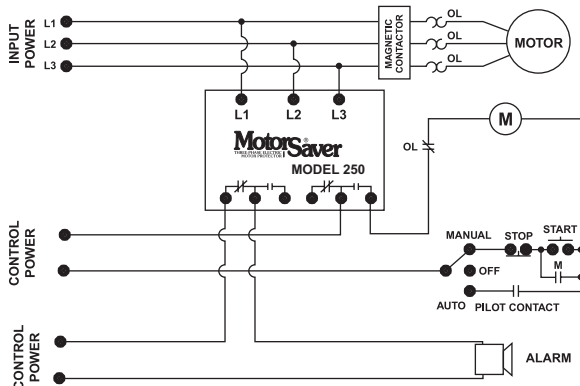 INPUT
POWER
L1
L2
L3
MAGNETIC
CONTACTOR
OL
OL
OL
MOTOR
L1
L2
L3
MotorSaver®
THREE-PHASE ELECTRIC
MOTOR PROTECTOR
MODEL 250
OL
M
CONTROL
POWER
MANUAL
STOP
START
OFF
M
AUTO
PILOT CONTACT
CONTROL
POWER
ALARM